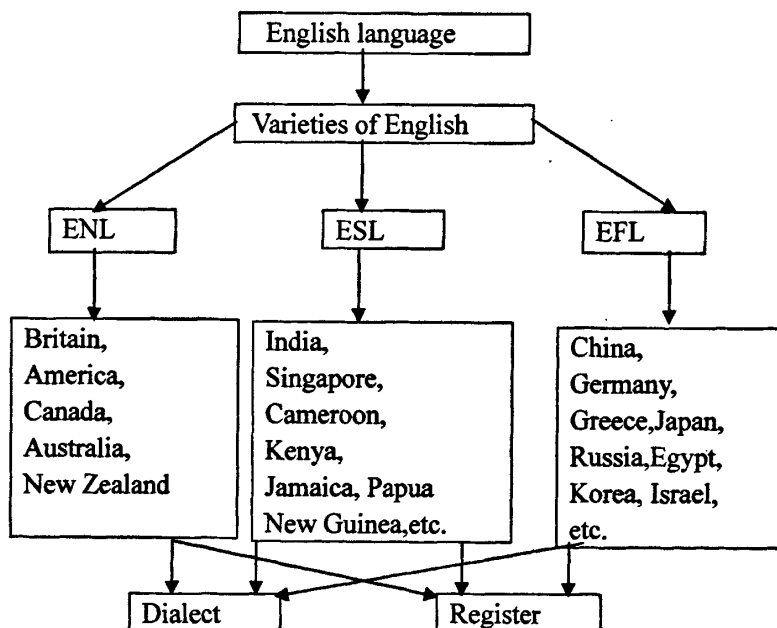 English language
Varieties of English
ENL
ESL
EFL
Britain,
America,
Canada,
Australia,
New Zealand
India,
Singapore,
Cameroon,
Kenya,
Jamaica, Papua
New Guinea,etc.
China,
Germany,
Greece,Japan,
Russia,Egypt,
Korea, Israel,
etc.
Dialect
Register